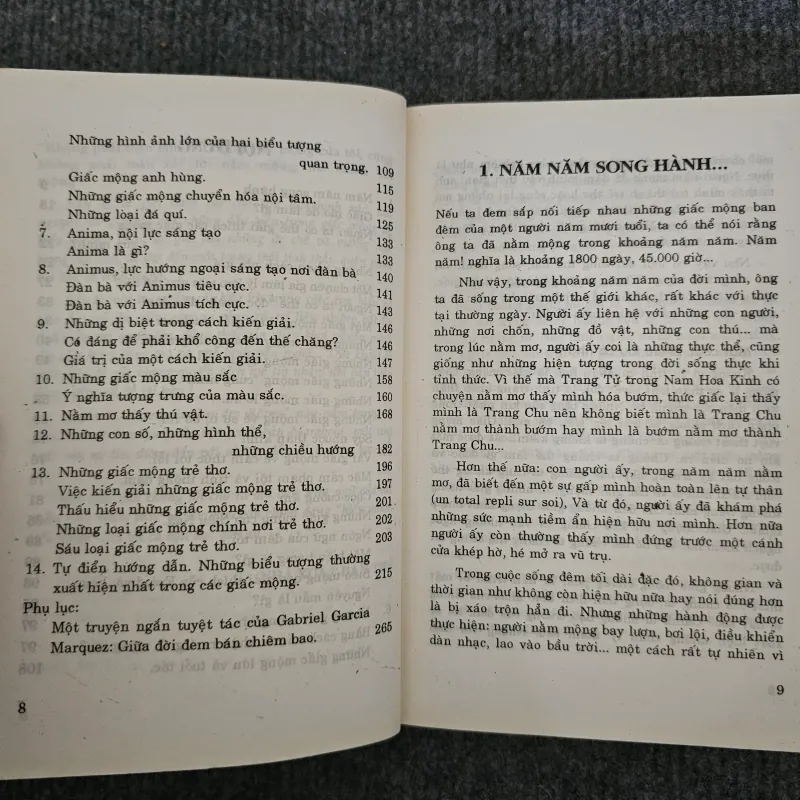 Những hình ảnh lớn của hai biểu tượng
quan trọng. 109
Giấc mộng anh hùng. 115
Những giấc mộng chuyển hóa nội tâm. 119
Những loại đá quí. 125
7. Anima, nội lực sáng tạo 133
Anima là gì? 133
8. Animus, lực hướng ngoại sáng tạo nơi đàn bà 140
Đàn bà với Animus tiêu cực. 141
Đàn bà với Animus tích cực. 143
9. Những dị biệt trong cách kiến giải. 146
Có đáng để phải khổ công đến thế chăng? 146
Giá trị của một cách kiến giải. 147
10. Những giấc mộng màu sắc 158
Ý nghĩa tượng trưng của màu sắc. 160
11. Nằm mơ thấy thú vật. 168
12. Những con số, những hình thể,
những chiều hướng 182
13. Những giấc mộng trẻ thơ. 196
Việc kiến giải những giấc mộng trẻ thơ. 197
Thấu hiểu những giấc mộng trẻ thơ. 201
Những loại giấc mộng chính nơi trẻ thơ. 202
Sáu loại giấc mộng trẻ thơ. 203
14. Tự điển hướng dẫn. Những biểu tượng thường
xuất hiện nhất trong các giấc mộng. 215
Phụ lục:
Một truyện ngắn tuyệt tác của Gabriel Garcia
Marquez: Giữa đời đem bán chiêm bao. 265
8
1. NĂM NĂM SONG HÀNH...
Nếu ta đem sắp nối tiếp nhau những giấc mộng ban
đêm của một người năm mươi tuổi, ta có thể nói rằng
ông ta đã nằm mộng trong khoảng năm năm. Năm
năm! nghĩa là khoảng 1800 ngày, 45.000 giờ...
Như vậy, trong khoảng năm năm của đời mình, ông
ta đã sống trong một thế giới khác, rất khác với thực
tại thường ngày. Người ấy liên hệ với những con người,
những nơi chốn, những đồ vật, những con thú... mà
trong lúc nằm mơ, người ấy coi là những thực thể, cũng
giống như những hiện tượng trong đời sống thực khi
tỉnh thức. Vì thế mà Trang Tử trong Nam Hoa Kinh có
chuyện nằm mơ thấy mình hóa bướm, thức giấc lại thấy
mình là Trang Chu nên không biết mình là Trang Chu
nằm mơ thành bướm hay mình là bướm nằm mơ thành
Trang Chu...
Hơn thế nữa: con người ấy, trong năm năm nằm
mơ, đã biết đến một sự gấp mình hoàn toàn lên tự thân
(un total repli sur soi), Và từ đó, người ấy đã khám phá
những sức mạnh tiềm ẩn hiện hữu nơi mình. Hơn nữa
người ấy còn thường thấy mình đứng trước một cánh
cửa khép hờ, hé mở ra vũ trụ.
Trong cuộc sống đêm tối dài đặc đó, không gian và
thời gian như không còn hiện hữu nữa hay nói đúng hơn
là bị xáo trộn hẳn đi. Nhưng những hành động được
thực hiện: người nằm mộng bay lượn, bơi lội, điều khiển
dàn nhạc, lao vào bầu trời... một cách rất tự nhiên vì
9